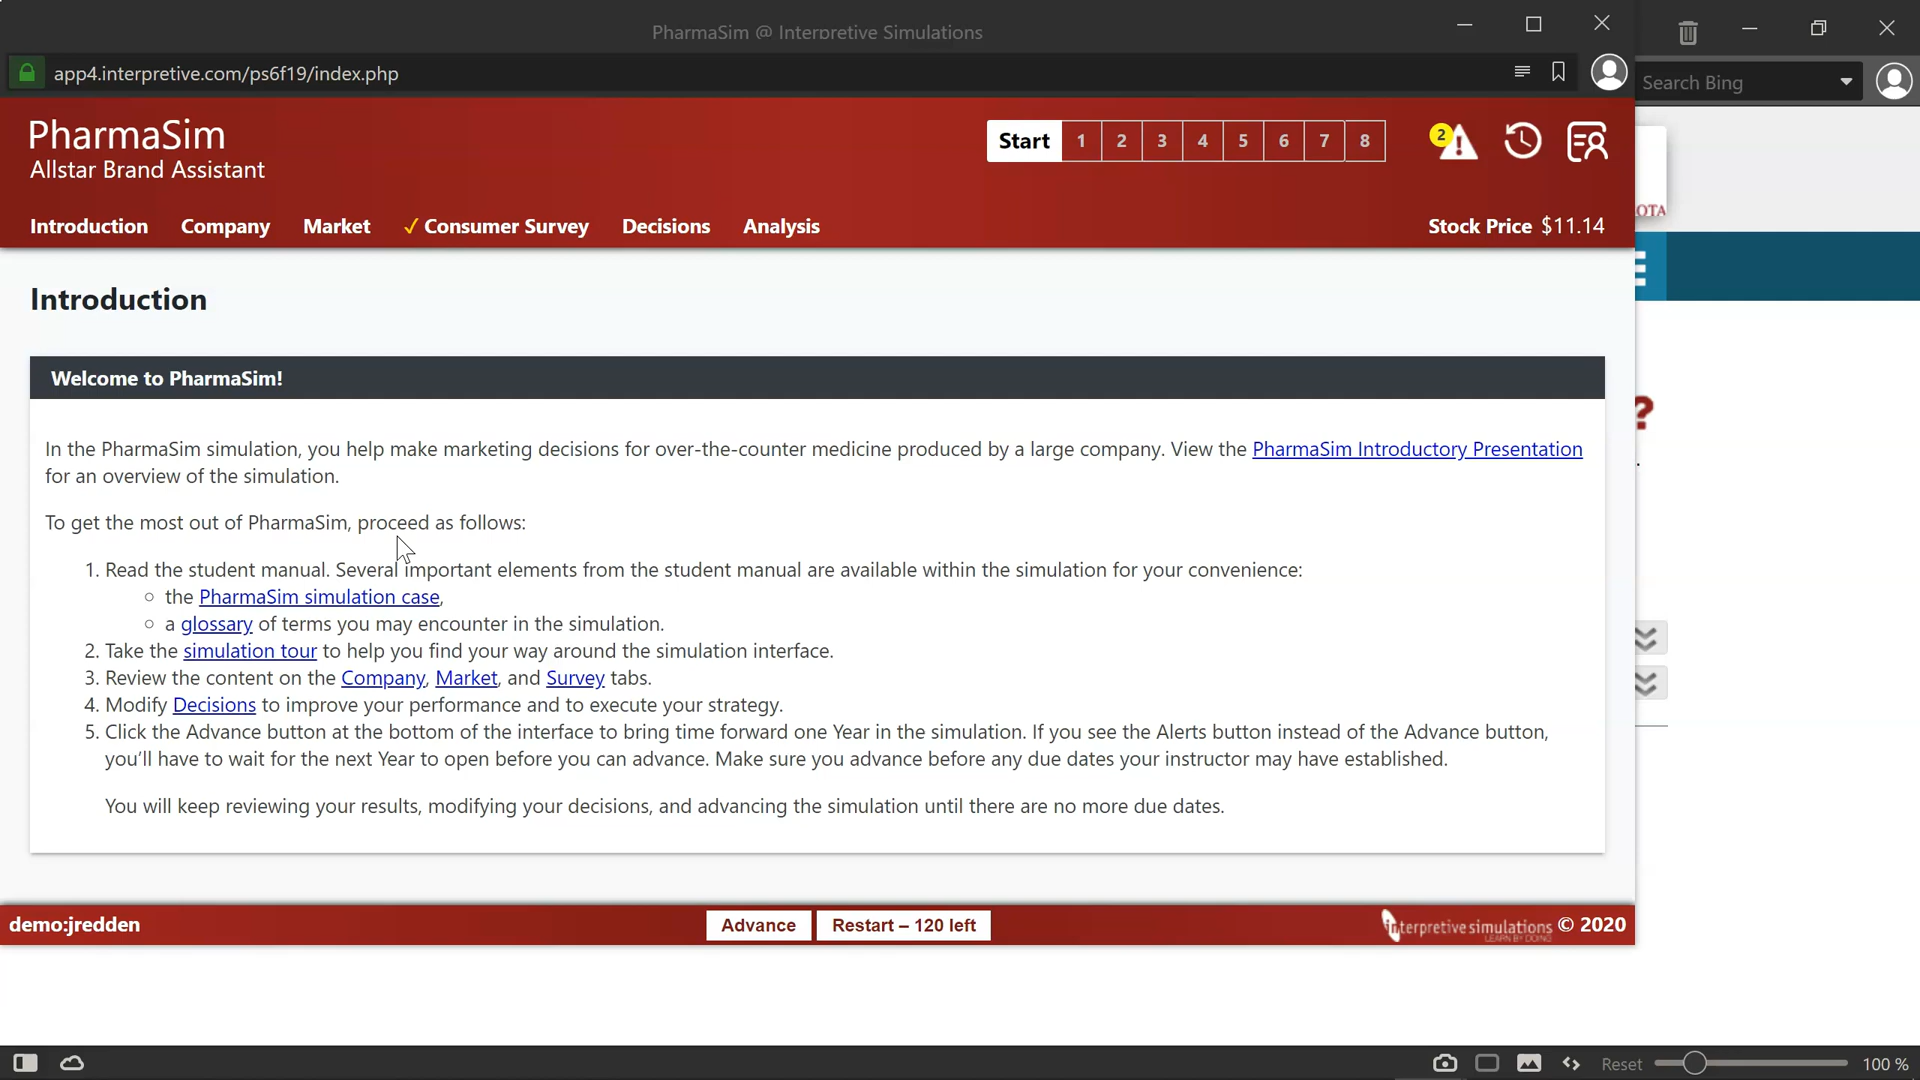 PharmaSim @ Interpretive Simulations
app4.interpretive.com/ps6f19/index.php
Search Bing
PharmaSim
Allstar Brand Assistant
Start 1 2 3 4 5 6 7 8
2
Introduction Company Market ✓ Consumer Survey Decisions Analysis
Stock Price $11.14
OTA
Introduction
Welcome to PharmaSim!
?
In the PharmaSim simulation, you help make marketing decisions for over-the-counter medicine produced by a large company. View the PharmaSim Introductory Presentation
for an overview of the simulation.
To get the most out of PharmaSim, proceed as follows:
1. Read the student manual. Several important elements from the student manual are available within the simulation for your convenience:
○ the PharmaSim simulation case,
○ a glossary of terms you may encounter in the simulation.
2. Take the simulation tour to help you find your way around the simulation interface.
3. Review the content on the Company, Market, and Survey tabs.
4. Modify Decisions to improve your performance and to execute your strategy.
5. Click the Advance button at the bottom of the interface to bring time forward one Year in the simulation. If you see the Alerts button instead of the Advance button,
you'll have to wait for the next Year to open before you can advance. Make sure you advance before any due dates your instructor may have established.
You will keep reviewing your results, modifying your decisions, and advancing the simulation until there are no more due dates.
demo:jredden
Advance
Restart – 120 left
interpretive simulations © 2020
LEARN BY DOING
Reset
100 %